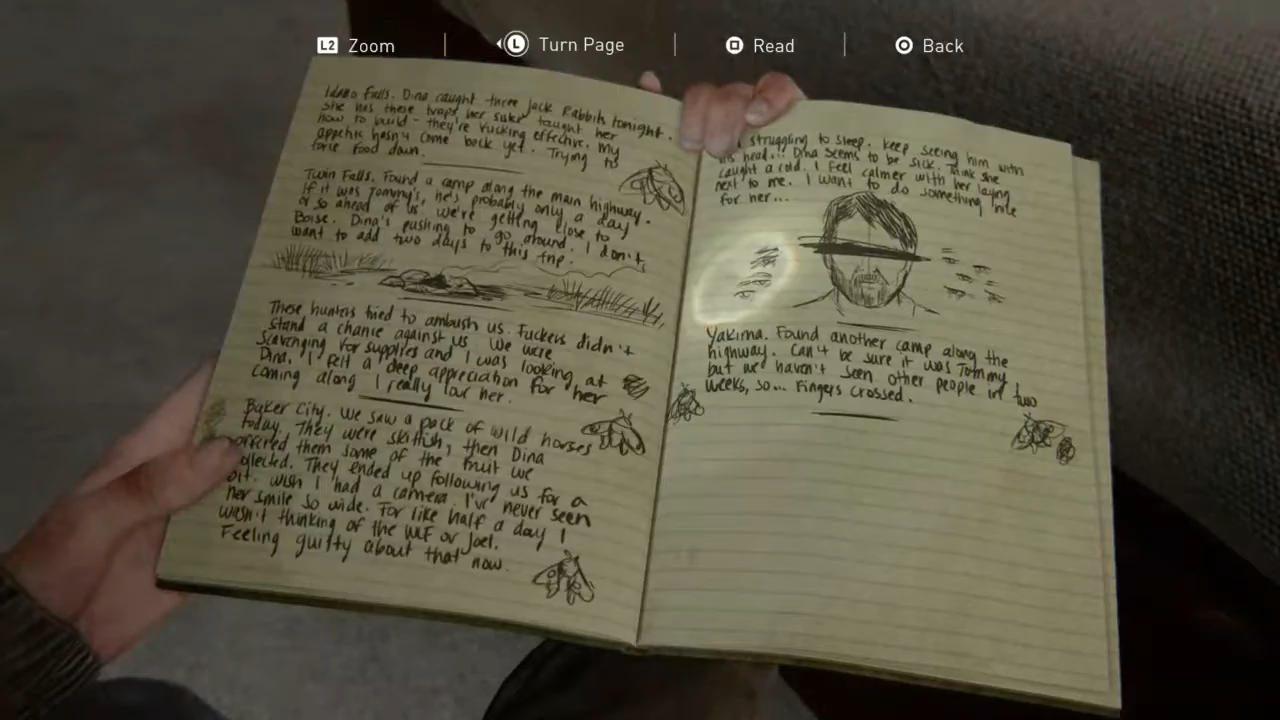 L2 Zoom
L Turn Page
Read
Back
Idaho Falls. Dina caught three Jack Rabbits tonight.
She has these traps her sister taught her
how to build - they're fucking effective. My
appetite hasn't come back yet. Trying to
force food down.
Twin Falls. Found a camp along the main highway.
If it was Tommy's, he's probably only a day
or so ahead of us. We're getting close to
Boise. Dina's pushing to go around. I don't
want to add two days to this trip.
These hunters tried to ambush us. Fuckers didn't
stand a chance against us. We were
scavenging for supplies and I was looking at
Dina. I felt a deep appreciation for her
coming along. I really love her.
Baker City. We saw a pack of wild horses
today. They were skittish, then Dina
offered them some of the fruit we
They ended up following us for a
bit. Wish I had a camera. I've never seen
her smile so wide. For like half a day I
wasn't thinking of the WLF or Joel.
Feeling guilty about that now.
struggling to sleep. Keep seeing him with
his head... Dina seems to be sick. Think she
caught a cold. I feel calmer with her laying
next to me. I want to do something nice
for her...
Yakima. Found another camp along the
highway. Can't be sure it was Tommy
but we haven't seen other people in two
weeks, so... Fingers crossed.